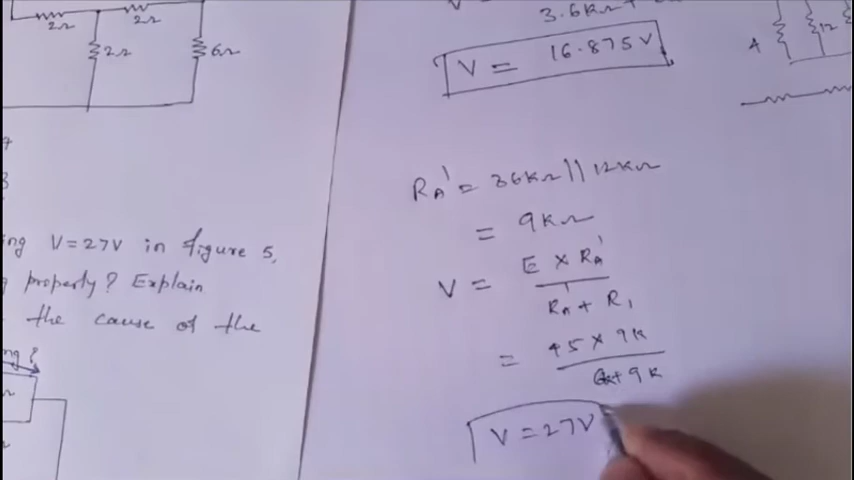 2Ω 2Ω
2Ω 6Ω
V=27V in figure 5,
properly? Explain
the cause of the
3.6kΩ+
V = 16.875V
A 12
RA' = 36kΩ || 12kΩ
= 9kΩ
V = E × RA'
RA' + R1
= 45 × 9k
6k+9k
V = 27V